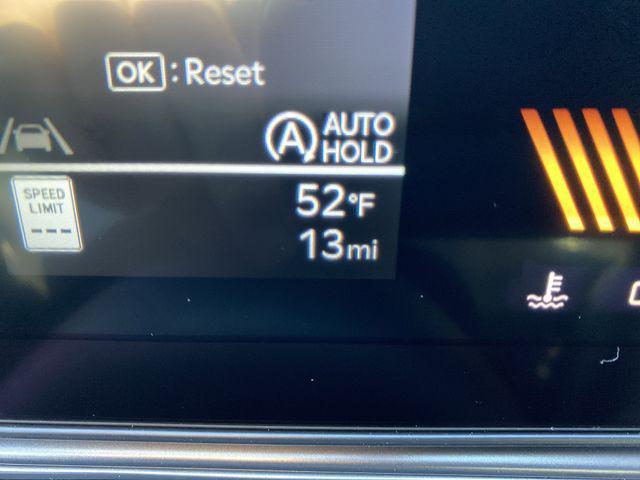 OK : Reset
A AUTO
HOLD
SPEED
LIMIT
---
52°F
13mi